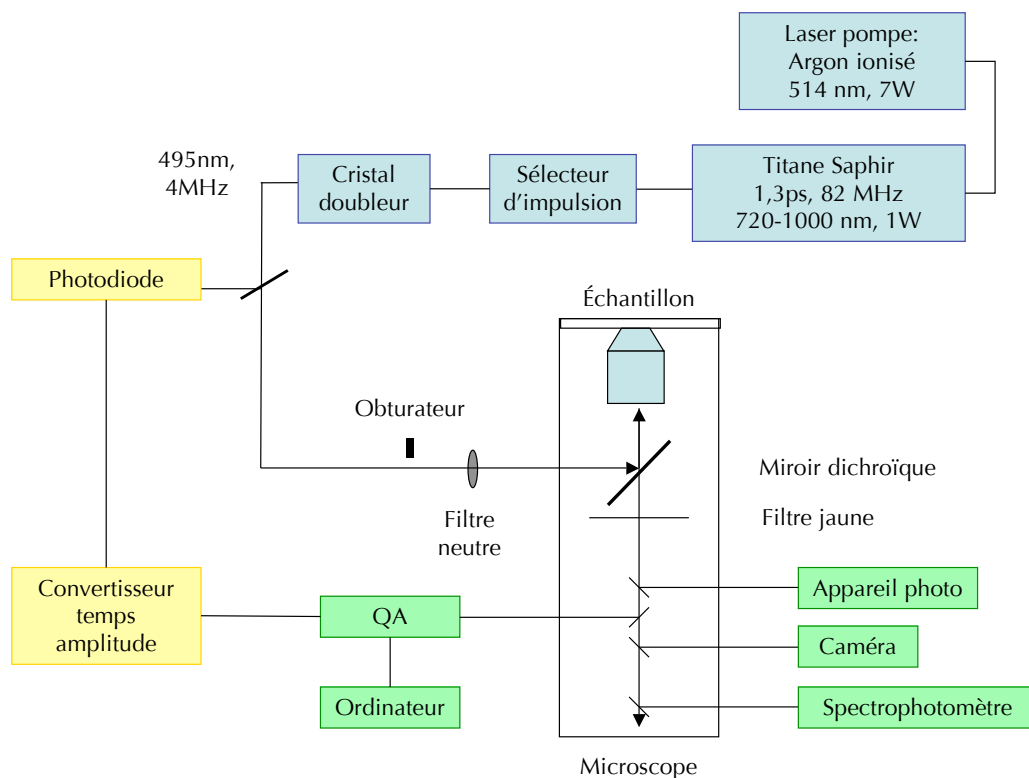 Laser pompe:
Argon ionisé
514 nm, 7W
495nm,
4MHz
Cristal
doubleur
Sélecteur
d'impulsion
Titane Saphir
1,3ps, 82 MHz
720-1000 nm, 1W
Photodiode
Échantillon
Obturateur
Miroir dichroïque
Filtre
neutre
Filtre jaune
Convertisseur
temps
amplitude
QA
Appareil photo
Caméra
Ordinateur
Spectrophotomètre
Microscope